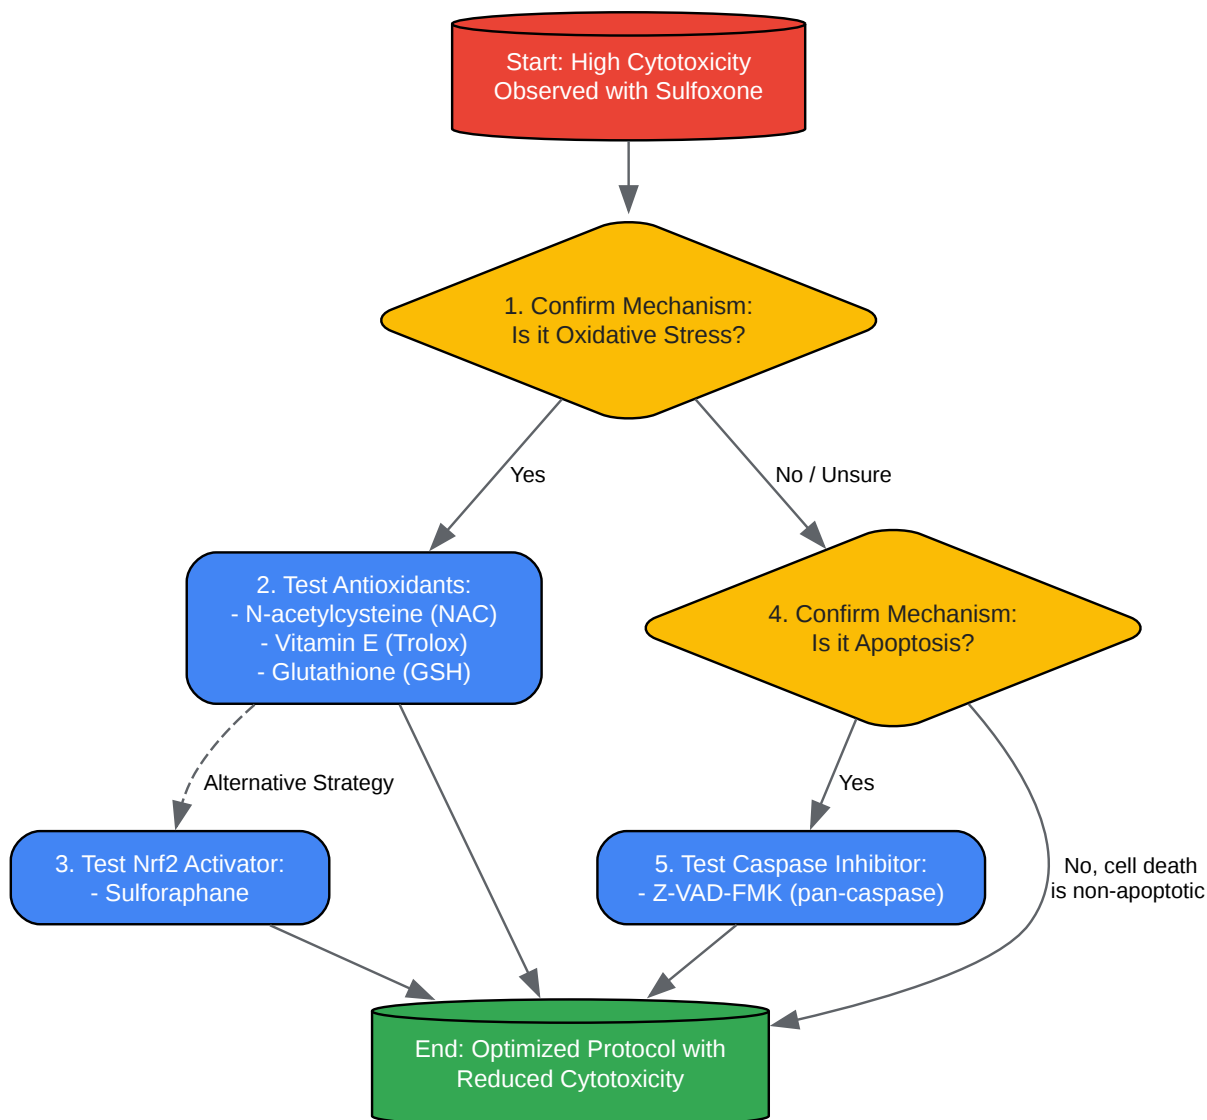 Start: High Cytotoxicity
Observed with Sulfoxone
1. Confirm Mechanism:
Is it Oxidative Stress?
Yes
No / Unsure
2. Test Antioxidants:
- N-acetylcysteine (NAC)
- Vitamin E (Trolox)
- Glutathione (GSH)
4. Confirm Mechanism:
Is it Apoptosis?
Alternative Strategy
Yes
3. Test Nrf2 Activator:
- Sulforaphane
5. Test Caspase Inhibitor:
- Z-VAD-FMK (pan-caspase)
No, cell death
is non-apoptotic
End: Optimized Protocol with
Reduced Cytotoxicity